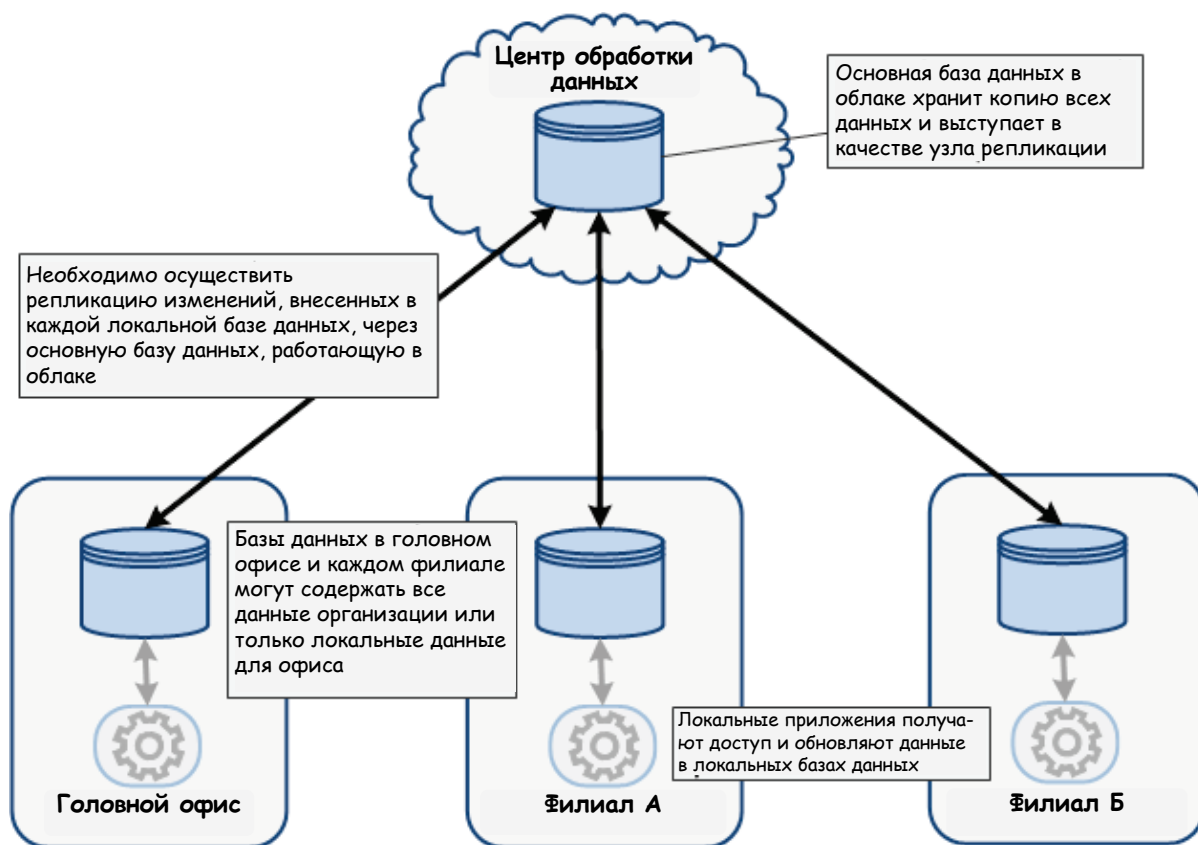 Центр обработки
данных
Основная база данных в
облаке хранит копию всех
данных и выступает в
качестве узла репликации
Необходимо осуществить
репликацию изменений, внесенных в
каждой локальной базе данных, через
основную базу данных, работающую в
облаке
Базы данных в головном
офисе и каждом филиале
могут содержать все
данные организации или
только локальные данные
для офиса
Локальные приложения получа-
ют доступ и обновляют данные
в локальных базах данных
Головной офис
Филиал А
Филиал Б